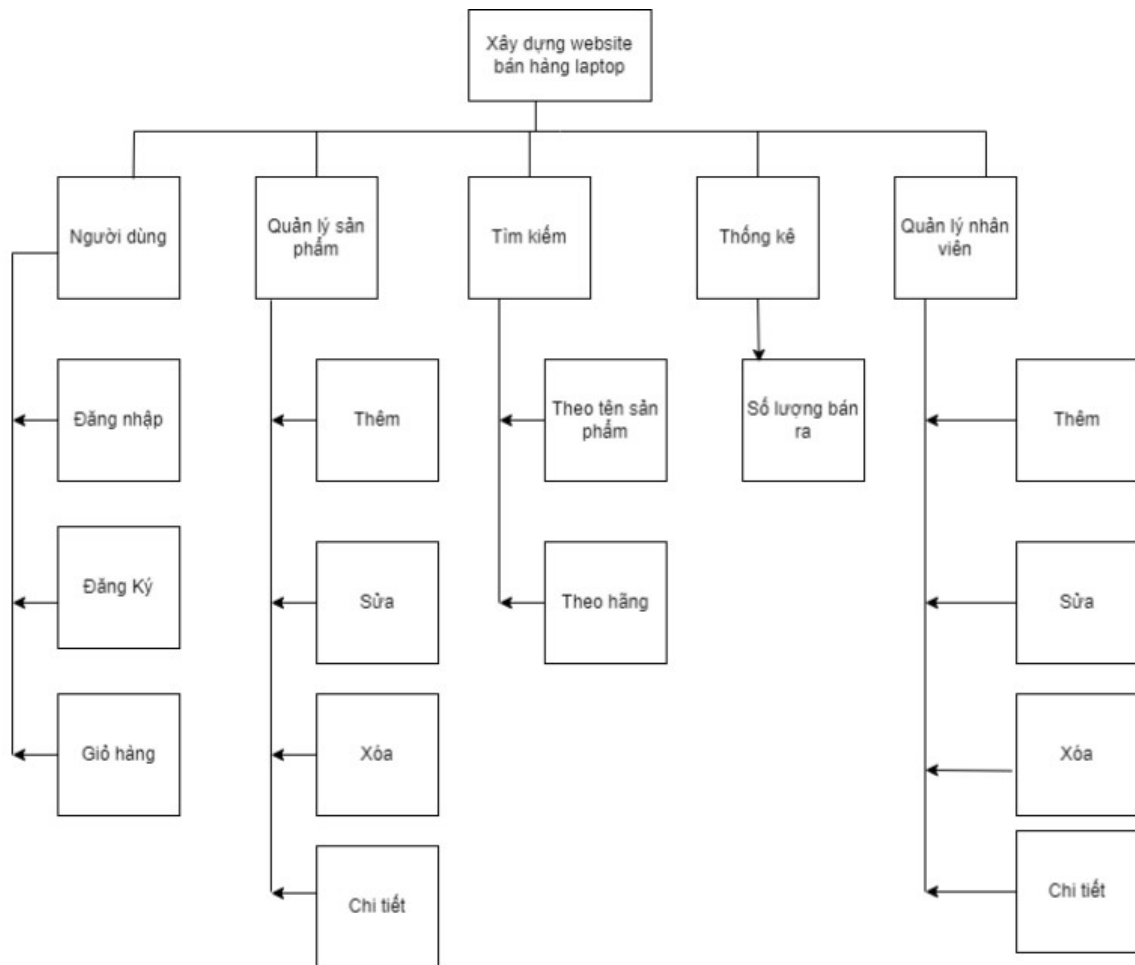 Xây dựng website
bán hàng laptop
Người dùng
Quản lý sản
phẩm
Tìm kiếm
Thống kê
Quản lý nhân
viên
Đăng nhập
Thêm
Theo tên sản
phẩm
Số lượng bán
ra
Thêm
Đăng Ký
Sửa
Theo hãng
Sửa
Giỏ hàng
Xóa
Xóa
Chi tiết
Chi tiết